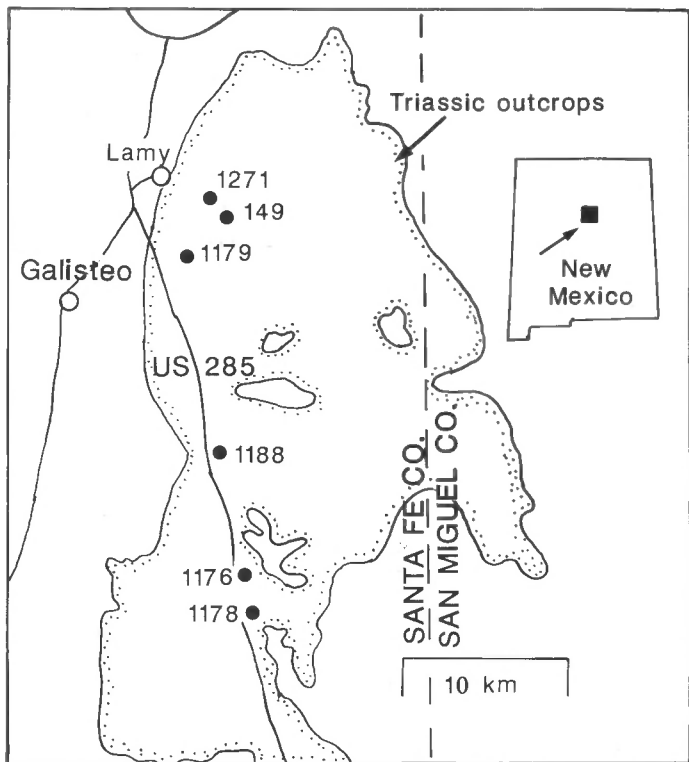 Triassic outcrops
Lamy
1271
149
1179
Galisteo
New
Mexico
US 285
1188
SANTA FE CO.
SAN MIGUEL CO.
1176
1178
10 km